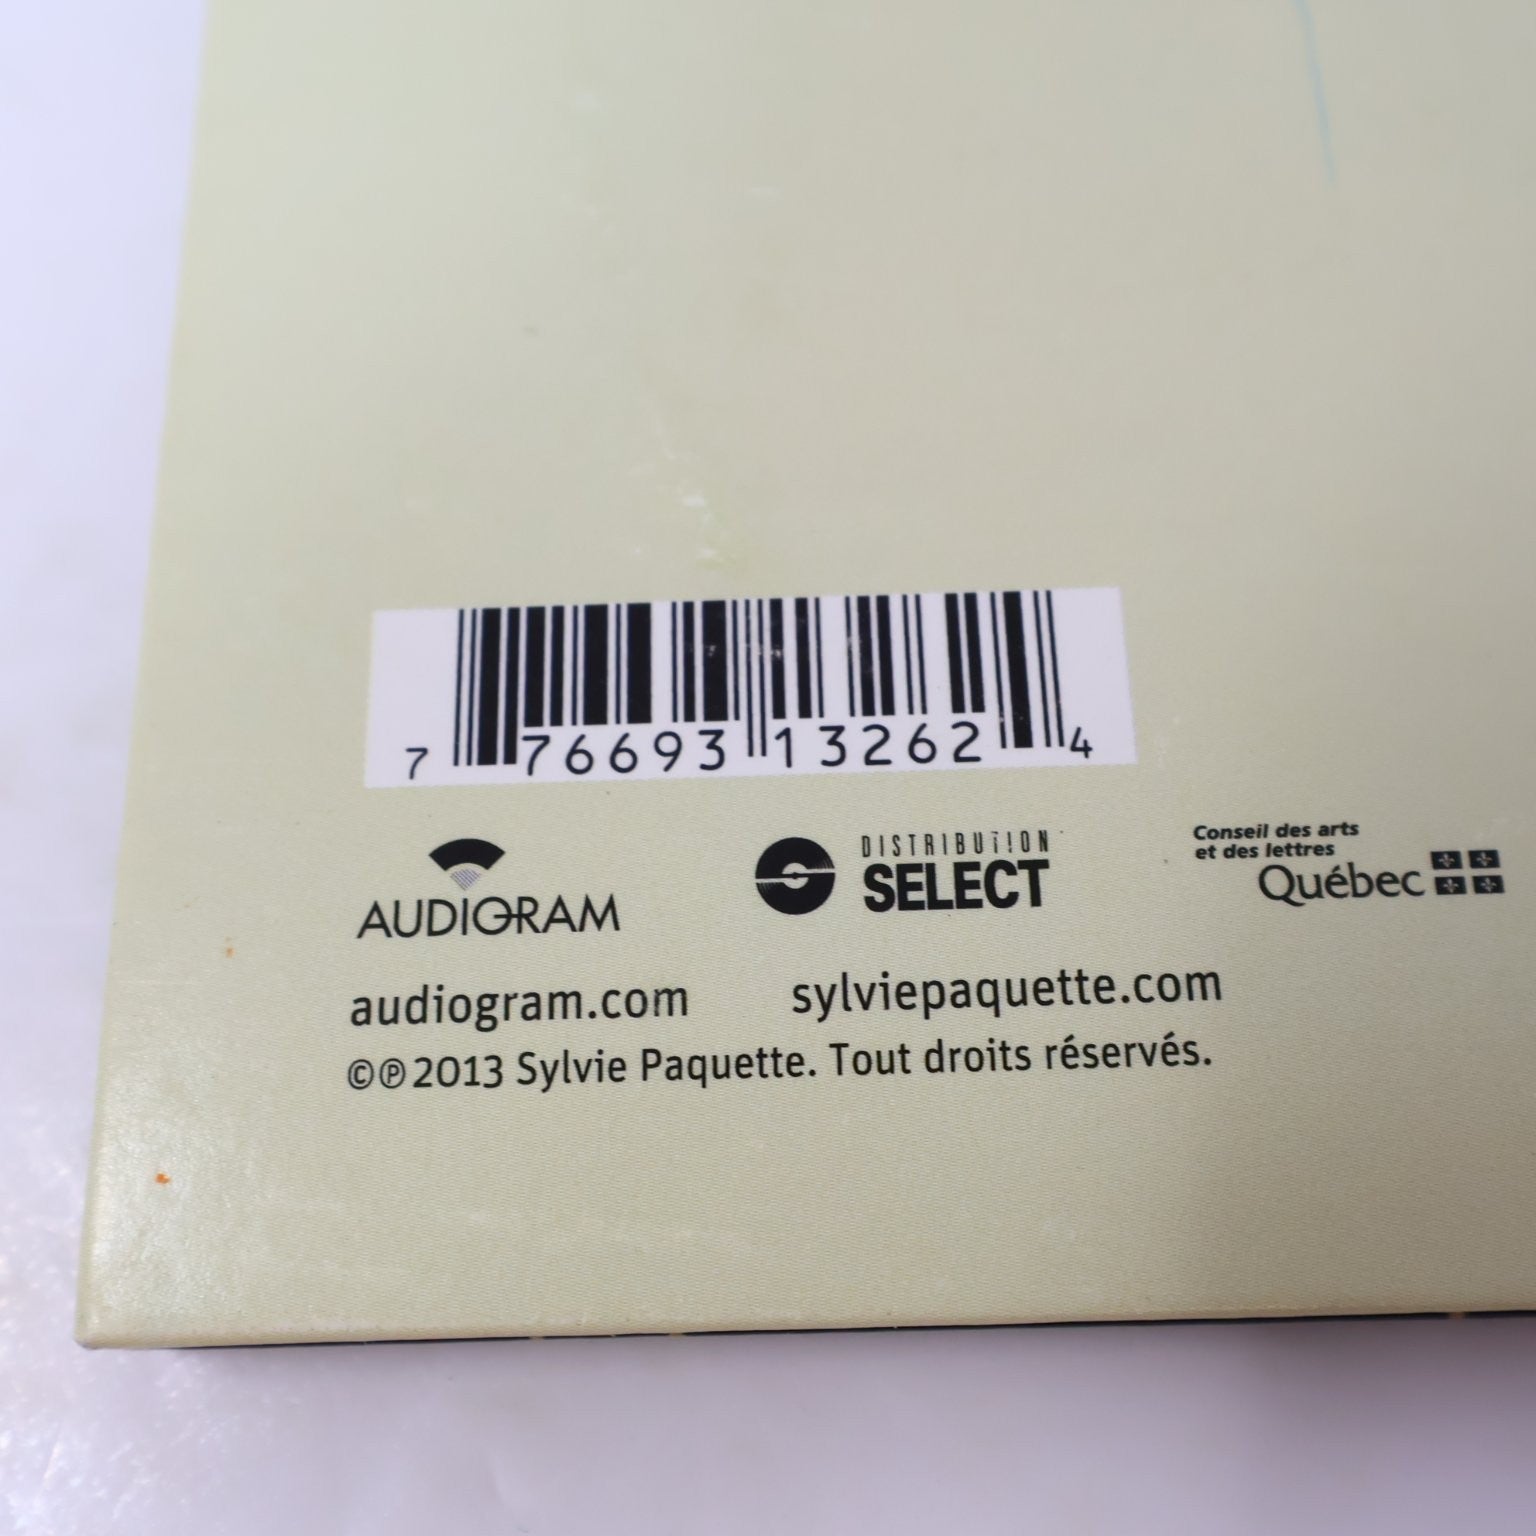 7 76693 13262 4
AUDIOGRAM
DISTRIBUTION
SELECT
Conseil des arts
et des lettres
Québec
audiogram.com
sylviepaquette.com
©℗2013 Sylvie Paquette. Tout droits réservés.